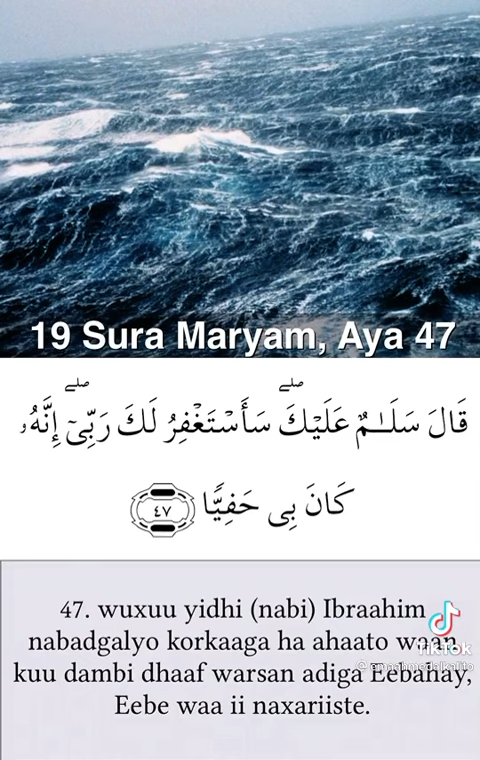 19 Sura Maryam, Aya 47
قَالَ سَلَـٰمٌ عَلَيْكَ ۖ سَأَسْتَغْفِرُ لَكَ رَبِّىٓ ۖ إِنَّهُۥ
كَانَ بِى حَفِيًّا ٤٧
47. wuxuu yidhi (nabi) Ibraahim
nabadgalyo korkaaga ha ahaato waan
kuu dambi dhaaf warsan adiga Eebahay,
Eebe waa ii naxariiste.
TikTok